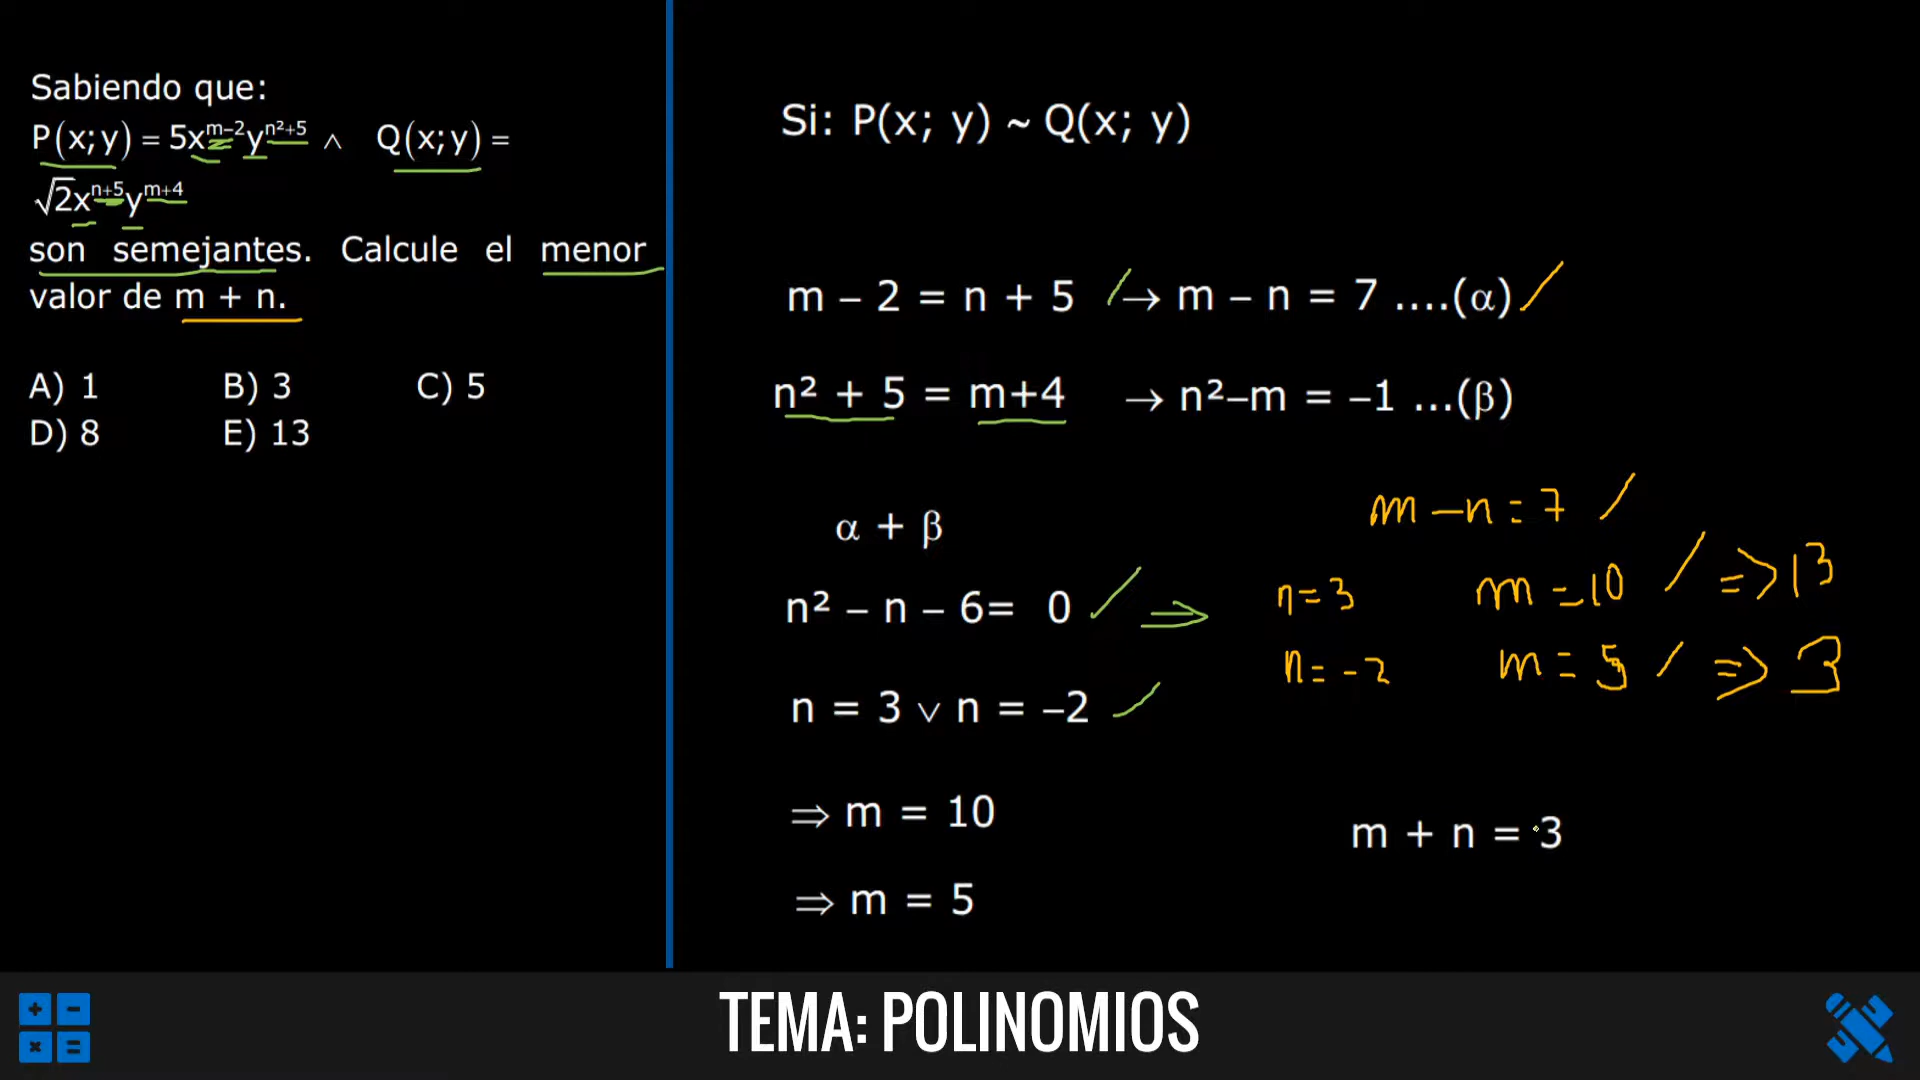 Sabiendo que:
P(x;y) = 5x^{m–2}y^{n²+5} ∧ Q(x;y) =
√2x^{n+5}y^{m+4}
son semejantes. Calcule el menor
valor de m + n.
A) 1 B) 3 C) 5
D) 8 E) 13
Si: P(x; y) ~ Q(x; y)
m – 2 = n + 5 → m – n = 7 ....(α)
n² + 5 = m+4 → n²–m = –1 ...(β)
α + β
n² – n – 6= 0 ⇒
n = 3 ∨ n = –2
⇒ m = 10
⇒ m = 5
m – n = 7
n = 3 m = 10 => 13
n = -2 m = 5 => 3
m + n = 3
TEMA: POLINOMIOS